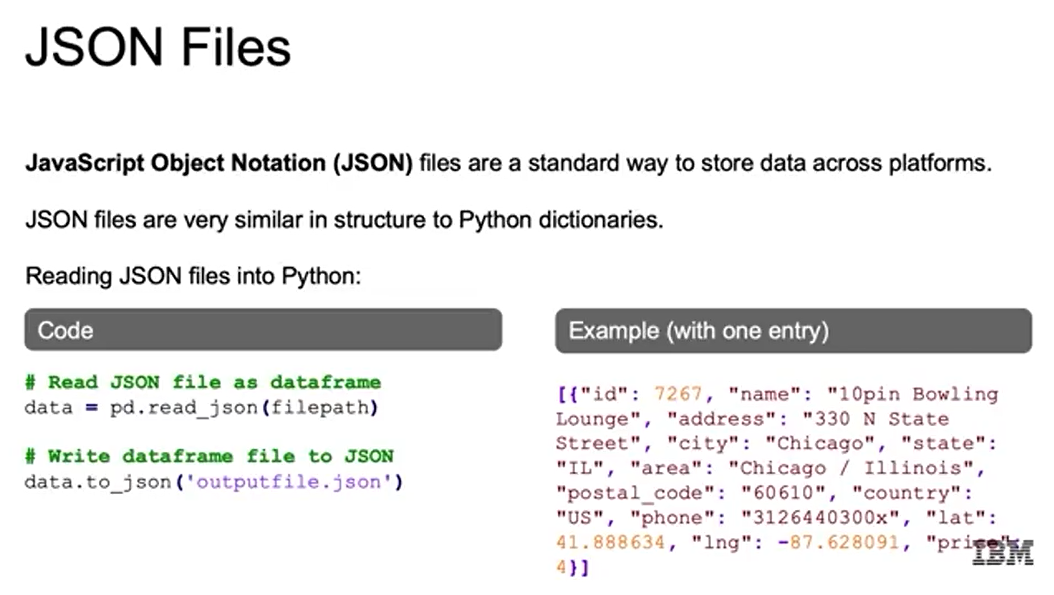 JSON Files
JavaScript Object Notation (JSON) files are a standard way to store data across platforms.
JSON files are very similar in structure to Python dictionaries.
Reading JSON files into Python:
Code
# Read JSON file as dataframe
data = pd.read_json(filepath)
# Write dataframe file to JSON
data.to_json('outputfile.json')
Example (with one entry)
[{"id": 7267, "name": "10pin Bowling
Lounge", "address": "330 N State
Street", "city": "Chicago", "state":
"IL", "area": "Chicago / Illinois",
"postal_code": "60610", "country":
"US", "phone": "3126440300x", "lat":
41.888634, "lng": -87.628091, "price":
4}]
IBM